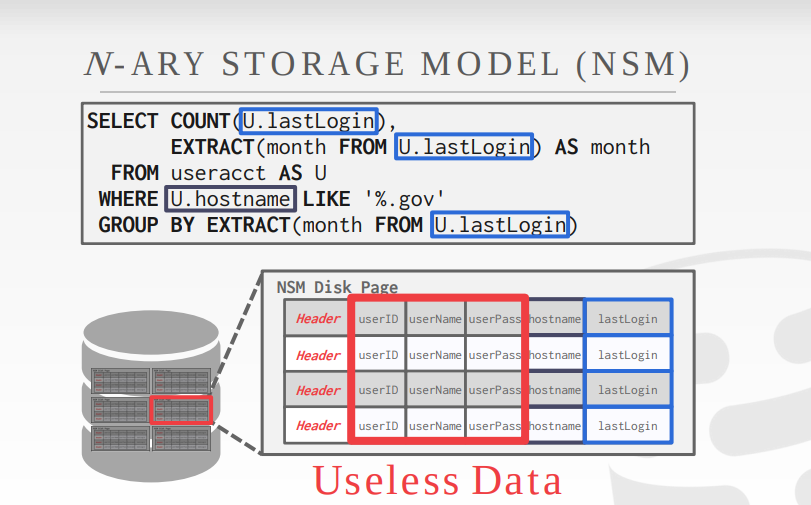 N-ARY STORAGE MODEL (NSM)
SELECT COUNT(U.lastLogin),
EXTRACT(month FROM U.lastLogin) AS month
FROM useracct AS U
WHERE U.hostname LIKE '%.gov'
GROUP BY EXTRACT(month FROM U.lastLogin)
NSM Disk Page
Header userID userName userPass hostname lastLogin
Header userID userName userPass hostname lastLogin
Header userID userName userPass hostname lastLogin
Header userID userName userPass hostname lastLogin
Useless Data